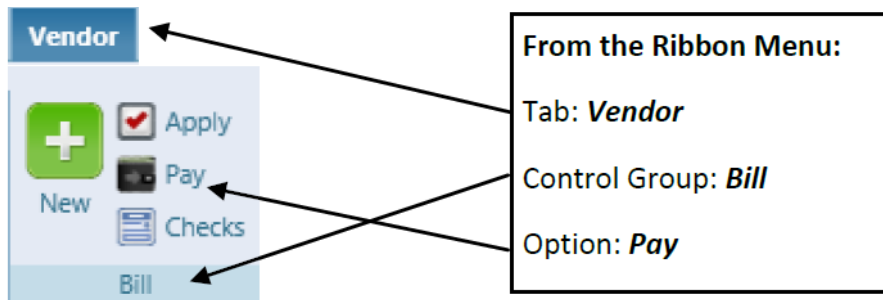 Vendor
New
Apply
Pay
Checks
Bill
From the Ribbon Menu:
Tab: Vendor
Control Group: Bill
Option: Pay